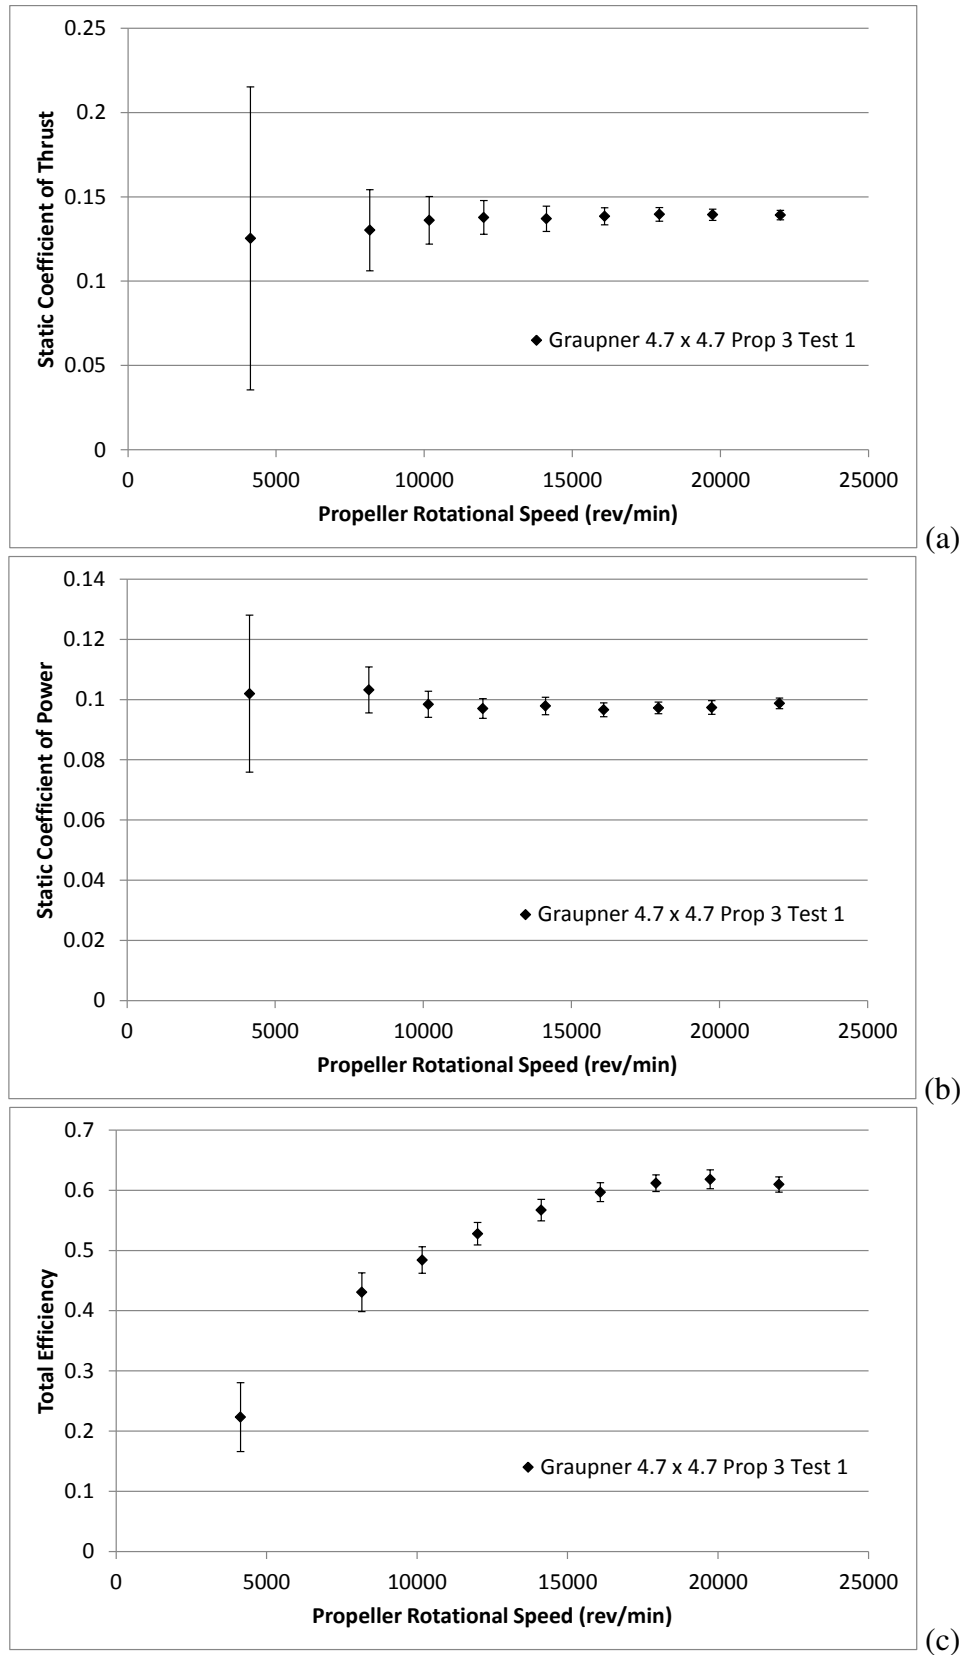 0.25
0.2
0.15
0.1
0.05
0
Static Coefficient of Thrust
Graupner 4.7 x 4.7 Prop 3 Test 1
0 5000 10000 15000 20000 25000
Propeller Rotational Speed (rev/min)
(a)
0.14
0.12
0.1
0.08
0.06
0.04
0.02
0
Static Coefficient of Power
Graupner 4.7 x 4.7 Prop 3 Test 1
0 5000 10000 15000 20000 25000
Propeller Rotational Speed (rev/min)
(b)
0.7
0.6
0.5
0.4
0.3
0.2
0.1
0
Total Efficiency
Graupner 4.7 x 4.7 Prop 3 Test 1
0 5000 10000 15000 20000 25000
Propeller Rotational Speed (rev/min)
(c)